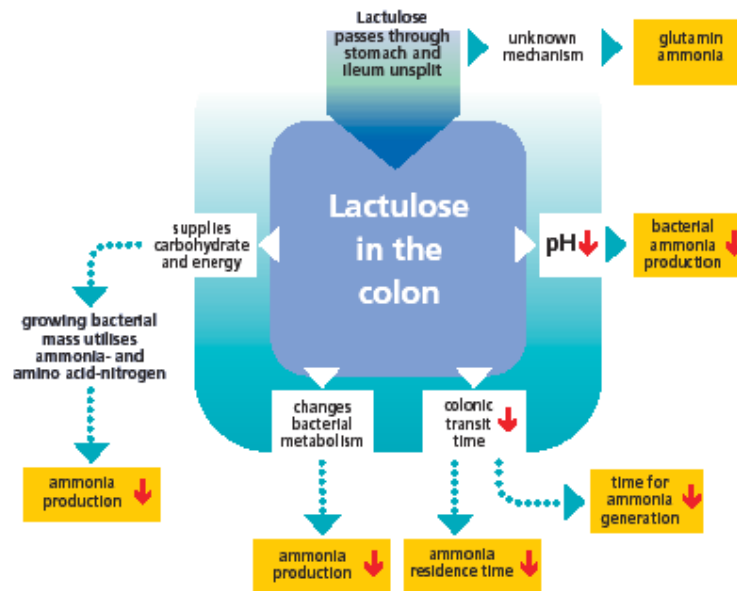 Lactulose
passes through
stomach and
ileum unsplit
unknown
mechanism
glutamin
ammonia
Lactulose
in the
colon
supplies
carbohydrate
and energy
pH
bacterial
ammonia
production
growing bacterial
mass utilises
ammonia- and
amino acid-nitrogen
changes
bacterial
metabolism
colonic
transit
time
ammonia
production
time for
ammonia
generation
ammonia
production
ammonia
residence time